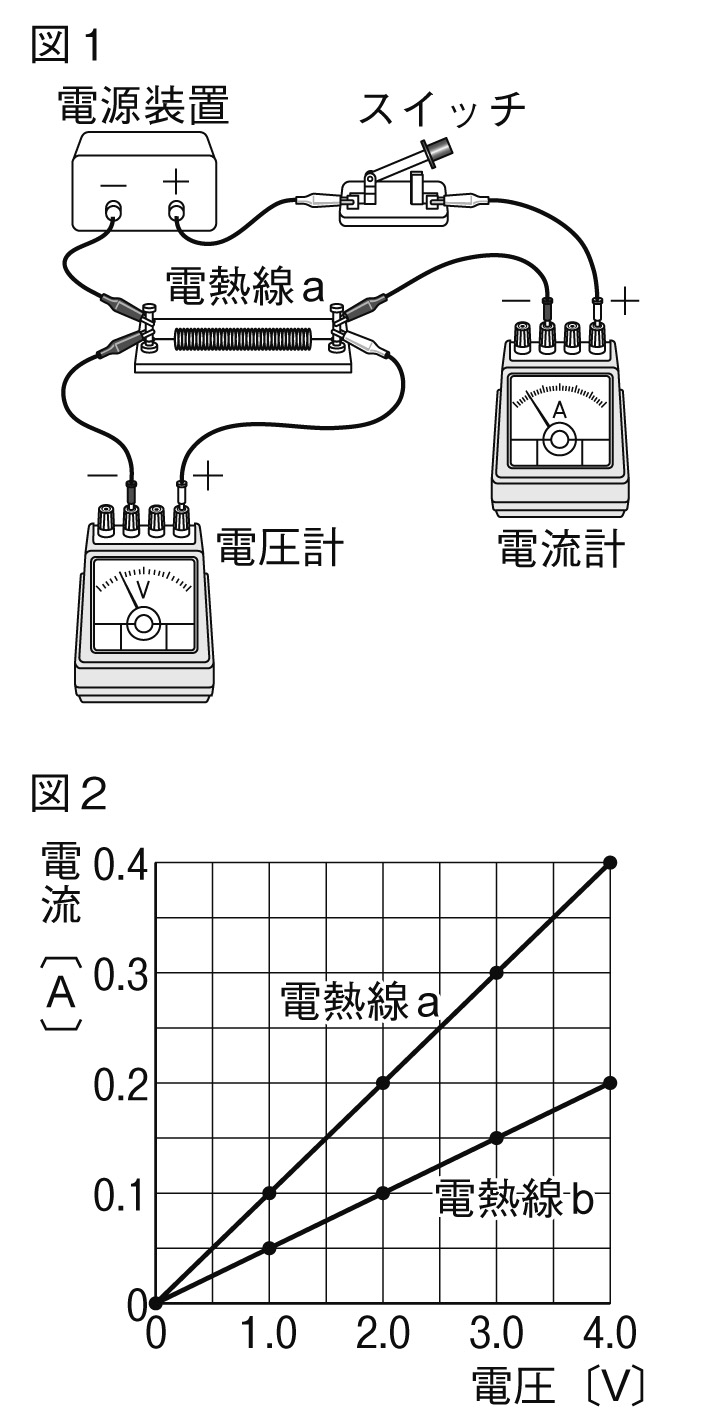 図1
電源装置
スイッチ
− +
電熱線a
− +
A
− +
電圧計
電流計
V
図2
電流〔A〕
0.4
0.3
電熱線a
0.2
0.1
電熱線b
0
0 1.0 2.0 3.0 4.0
電圧〔V〕